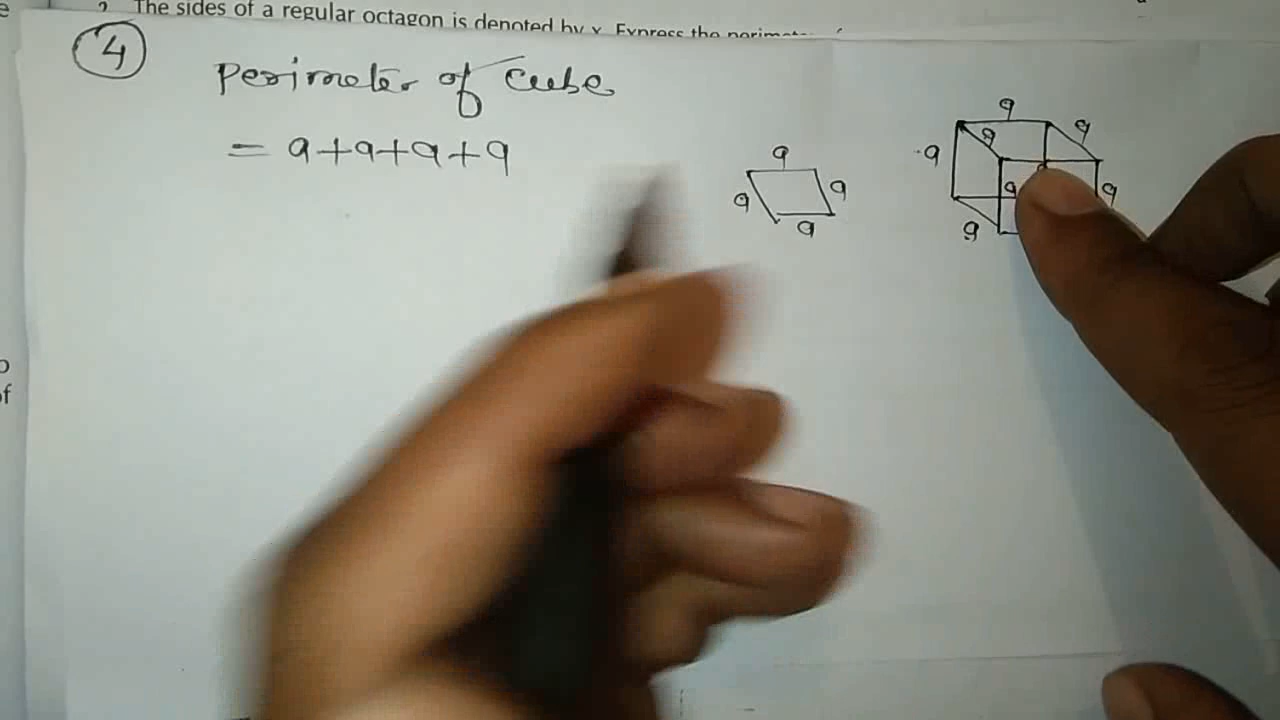 2. The sides of a regular octagon is denoted by x. Express the perimeter
4
Perimeter of Cube
= a+a+a+a
a
a a
a
a
a a
a
a a
a